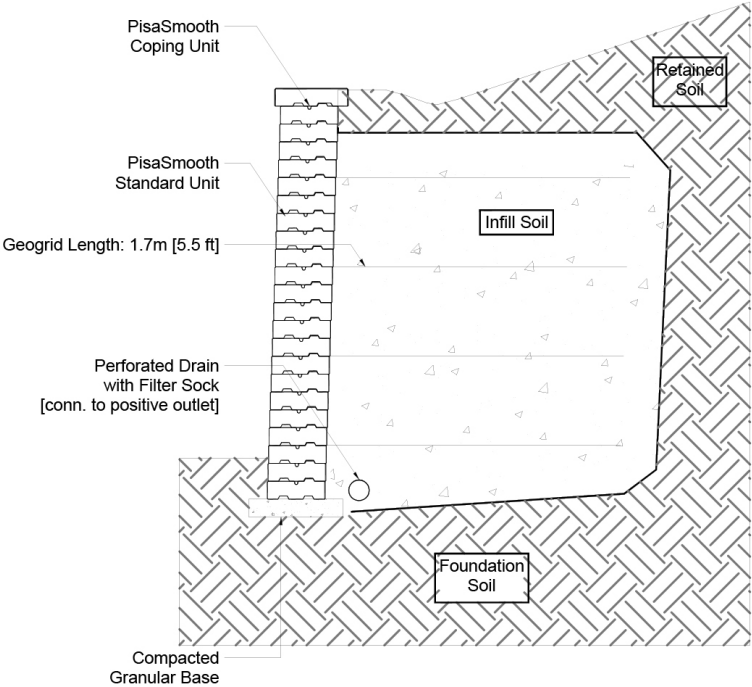 PisaSmooth
Coping Unit
Retained
Soil
PisaSmooth
Standard Unit
Infill Soil
Geogrid Length: 1.7m [5.5 ft]
Perforated Drain
with Filter Sock
[conn. to positive outlet]
Foundation
Soil
Compacted
Granular Base